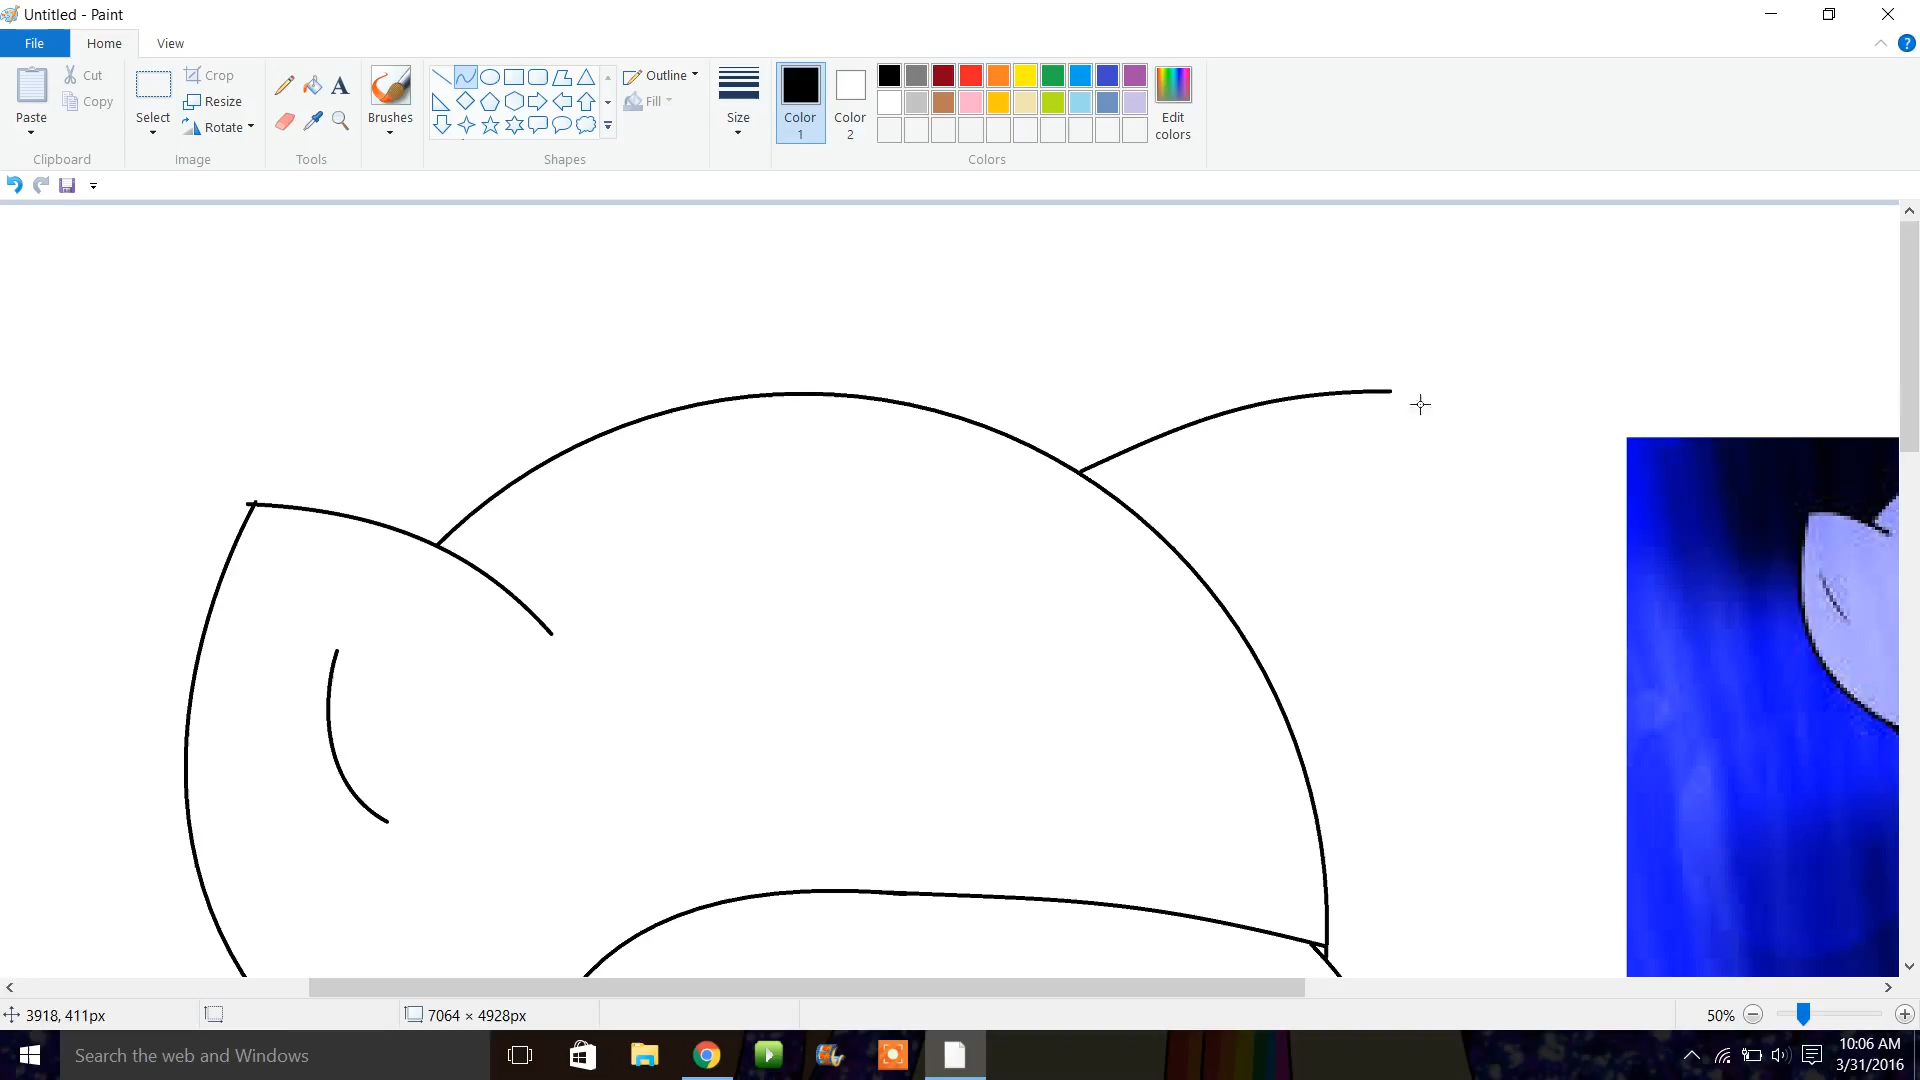 Untitled - Paint
File
Home
View
Paste
Cut
Copy
Clipboard
Select
Crop
Resize
Rotate
Image
A
Tools
Brushes
Outline
Fill
Shapes
Size
Color 1
Color 2
Edit colors
Colors
3918, 411px
7064 × 4928px
50%
Search the web and Windows
10:06 AM
3/31/2016